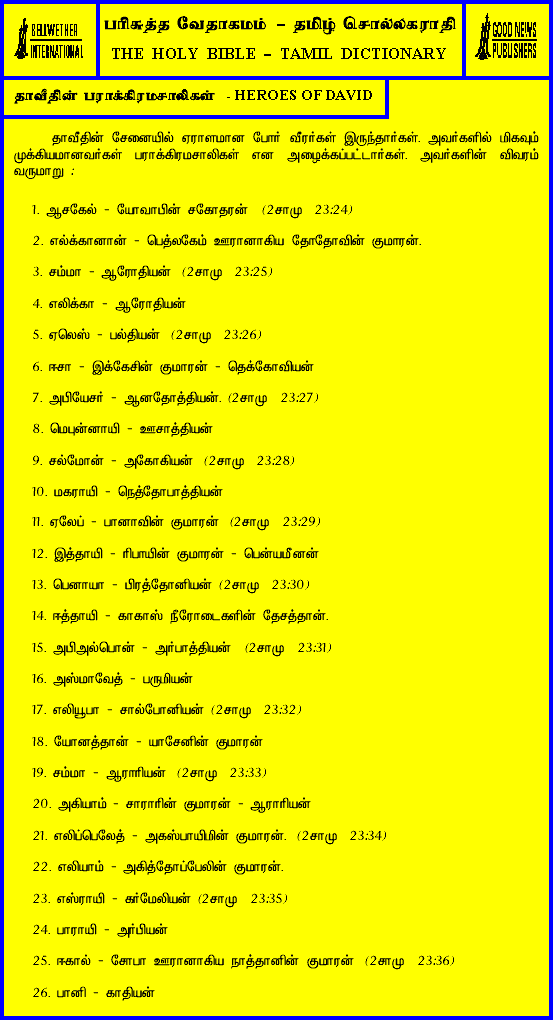 BELLWETHER
INTERNATIONAL
பரிசுத்த வேதாகமம் - தமிழ் சொல்லகராதி
THE HOLY BIBLE - TAMIL DICTIONARY
GOOD NEWS
PUBLISHERS
தாவீதின் பராக்கிரமசாலிகள் - HEROES OF DAVID
தாவீதின் சேனையில் ஏராளமான போர் வீரர்கள் இருந்தார்கள். அவர்களில் மிகவும்
முக்கியமானவர்கள் பராக்கிரமசாலிகள் என அழைக்கப்பட்டார்கள். அவர்களின் விவரம்
வருமாறு :
1. ஆசகேல் - யோவாபின் சகோதரன் (2சாமு 23:24)
2. எல்க்கானான் - பெத்லகேம் ஊரானாகிய தோதோவின் குமாரன்.
3. சம்மா - ஆரோதியன் (2சாமு 23:25)
4. எலிக்கா - ஆரோதியன்
5. ஏலெஸ் - பல்தியன் (2சாமு 23:26)
6. ஈசா - இக்கேசின் குமாரன் - தெக்கோவியன்
7. அபியேசர் - ஆனதோத்தியன். (2சாமு 23:27)
8. மெபுன்னாயி - ஊசாத்தியன்
9. சல்மோன் - அகோகியன் (2சாமு 23:28)
10. மகராயி - நெத்தோபாத்தியன்
11. ஏலேப் - பானாவின் குமாரன் (2சாமு 23:29)
12. இத்தாயி - ரிபாயின் குமாரன் - பென்யமீனன்
13. பெனாயா - பிரத்தோனியன் (2சாமு 23:30)
14. ஈத்தாயி - காகாஸ் நீரோடைகளின் தேசத்தான்.
15. அபிஅல்பொன் - அர்பாத்தியன் (2சாமு 23:31)
16. அஸ்மாவேத் - பருமியன்
17. எலியூபா - சால்போனியன் (2சாமு 23:32)
18. யோனத்தான் - யாசேனின் குமாரன்
19. சம்மா - ஆராரியன் (2சாமு 23:33)
20. அகியாம் - சாராரின் குமாரன் - ஆராரியன்
21. எலிப்பெலேத் - அகஸ்பாயிமின் குமாரன். (2சாமு 23:34)
22. எலியாம் - அகித்தோப்பேலின் குமாரன்.
23. எஸ்ராயி - கர்மேலியன் (2சாமு 23:35)
24. பாராயி - அர்பியன்
25. ஈகால் - சோபா ஊரானாகிய நாத்தானின் குமாரன் (2சாமு 23:36)
26. பானி - காதியன்